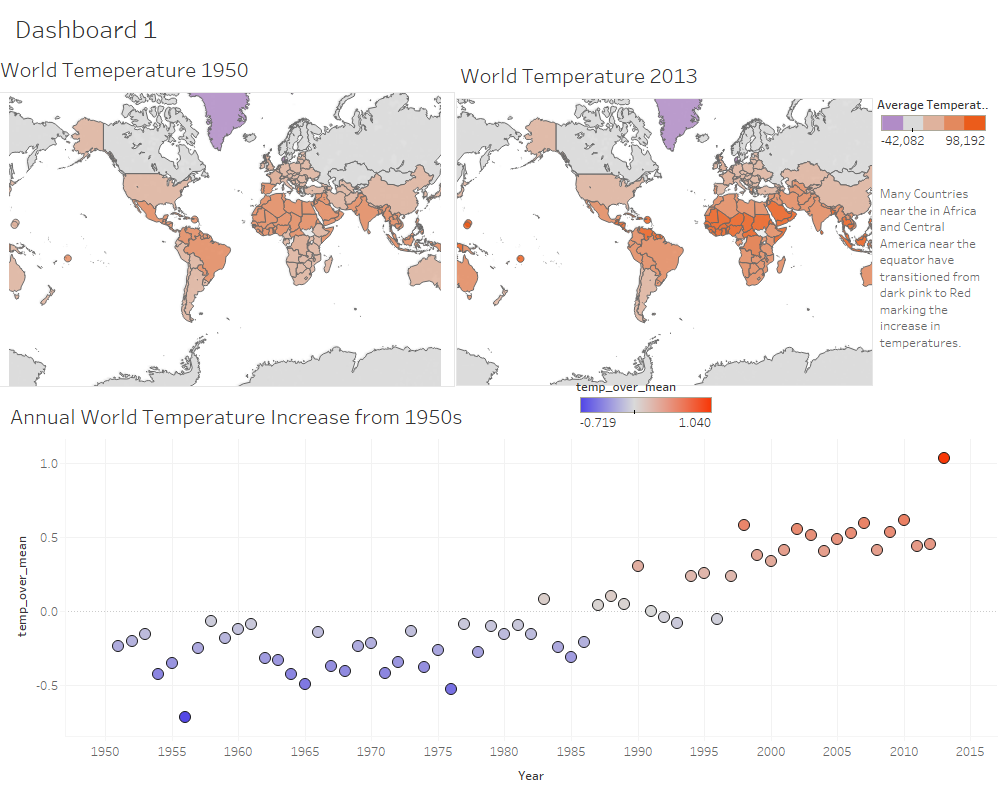 Dashboard 1
World Temeperature 1950
World Temperature 2013
Average Temperat..
-42,082 98,192
Many Countries
near the in Africa
and Central
America near the
equator have
transitioned from
dark pink to Red
marking the
increase in
temperatures.
temp_over_mean
-0.719 1.040
Annual World Temperature Increase from 1950s
1.0
0.5
0.0
-0.5
temp_over_mean
1950 1955 1960 1965 1970 1975 1980 1985 1990 1995 2000 2005 2010 2015
Year